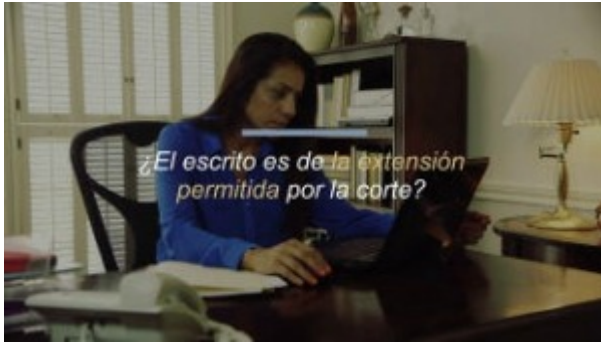 ¿El escrito es de la extensión
permitida por la corte?